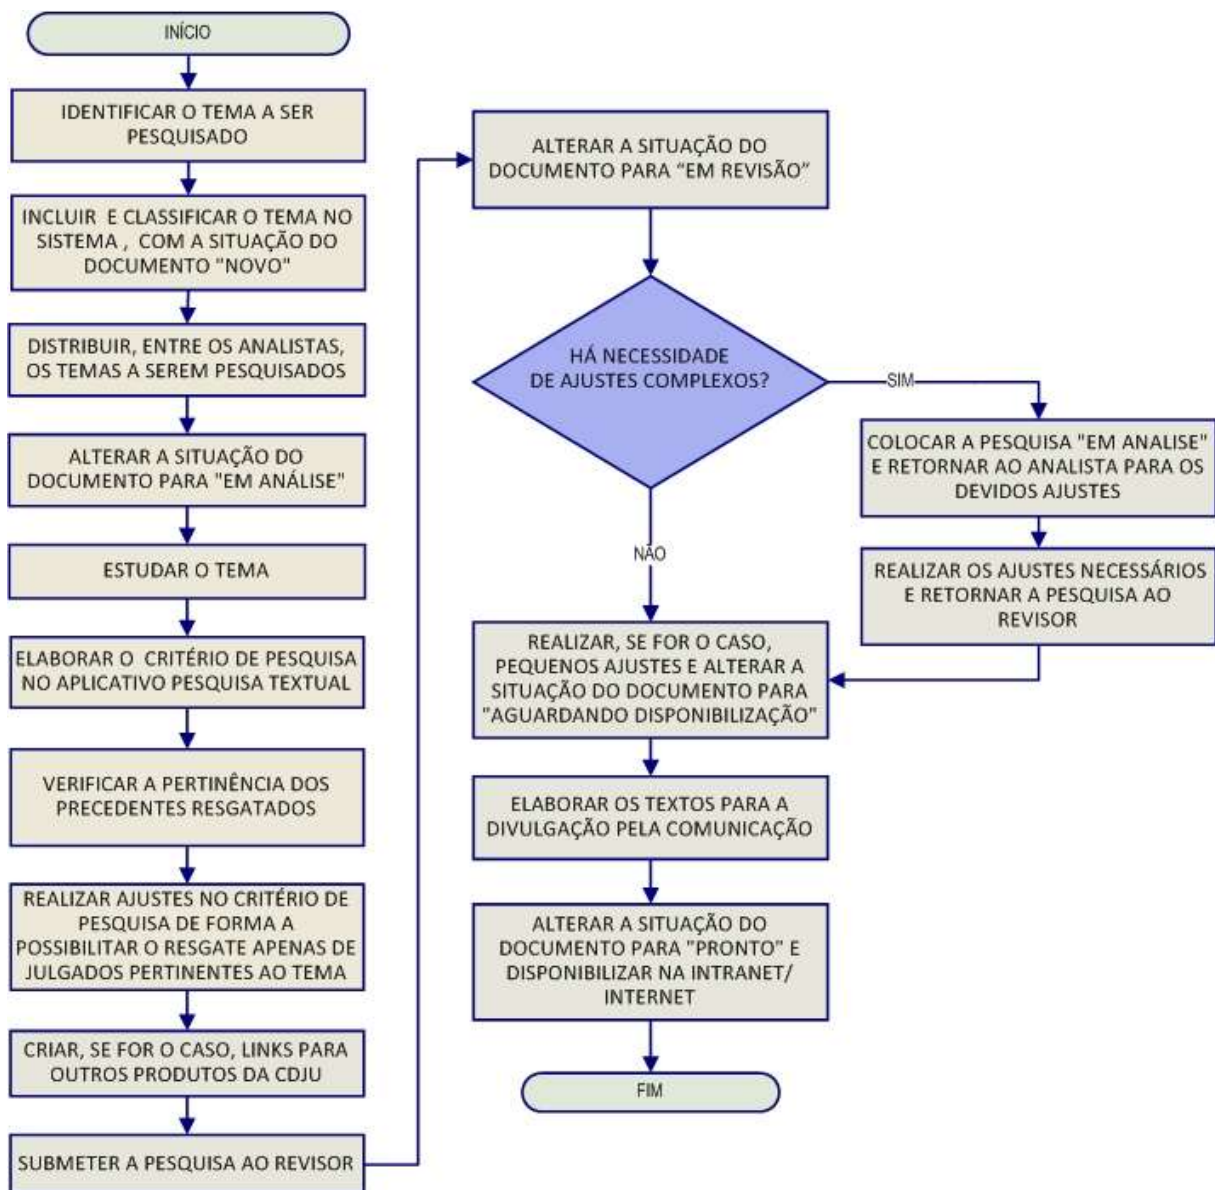 INÍCIO
IDENTIFICAR O TEMA A SER
PESQUISADO
INCLUIR E CLASSIFICAR O TEMA NO
SISTEMA , COM A SITUAÇÃO DO
DOCUMENTO "NOVO"
DISTRIBUIR, ENTRE OS ANALISTAS,
OS TEMAS A SEREM PESQUISADOS
ALTERAR A SITUAÇÃO DO
DOCUMENTO PARA "EM ANÁLISE"
ESTUDAR O TEMA
ELABORAR O CRITÉRIO DE PESQUISA
NO APLICATIVO PESQUISA TEXTUAL
VERIFICAR A PERTINÊNCIA DOS
PRECEDENTES RESGATADOS
REALIZAR AJUSTES NO CRITÉRIO DE
PESQUISA DE FORMA A
POSSIBILITAR O RESGATE APENAS DE
JULGADOS PERTINENTES AO TEMA
CRIAR, SE FOR O CASO, LINKS PARA
OUTROS PRODUTOS DA CDJU
SUBMETER A PESQUISA AO REVISOR
ALTERAR A SITUAÇÃO DO
DOCUMENTO PARA “EM REVISÃO”
HÁ NECESSIDADE
DE AJUSTES COMPLEXOS?
SIM
COLOCAR A PESQUISA "EM ANALISE"
E RETORNAR AO ANALISTA PARA OS
DEVIDOS AJUSTES
REALIZAR OS AJUSTES NECESSÁRIOS
E RETORNAR A PESQUISA AO
REVISOR
NÃO
REALIZAR, SE FOR O CASO,
PEQUENOS AJUSTES E ALTERAR A
SITUAÇÃO DO DOCUMENTO PARA
"AGUARDANDO DISPONIBILIZAÇÃO"
ELABORAR OS TEXTOS PARA A
DIVULGAÇÃO PELA COMUNICAÇÃO
ALTERAR A SITUAÇÃO DO
DOCUMENTO PARA "PRONTO" E
DISPONIBILIZAR NA INTRANET/
INTERNET
FIM